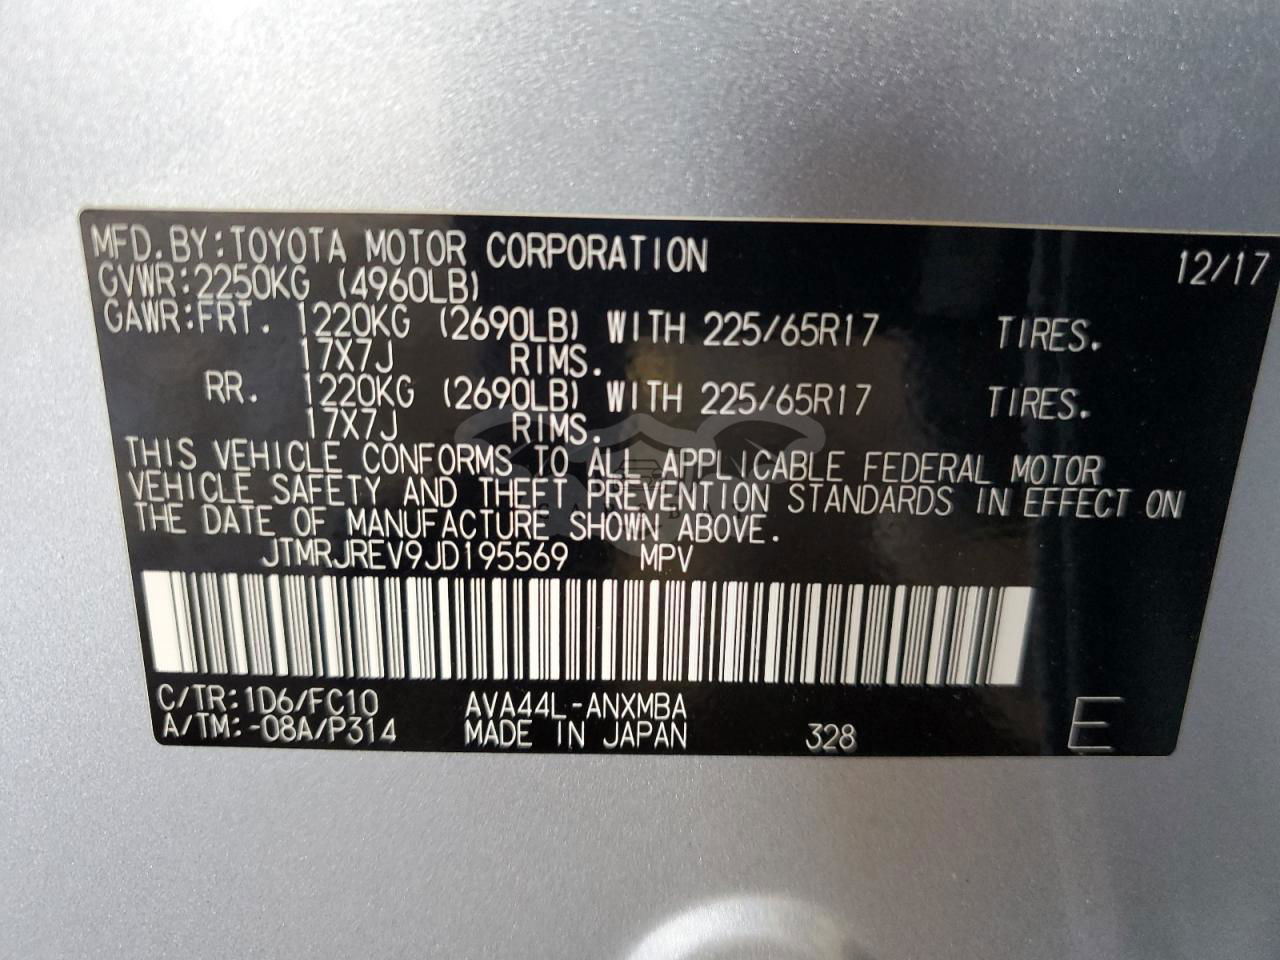 MFD.BY:TOYOTA MOTOR CORPORATION 12/17
GVWR:2250KG (4960LB)
GAWR:FRT. 1220KG (2690LB) WITH 225/65R17 TIRES.
17X7J RIMS.
RR. 1220KG (2690LB) WITH 225/65R17 TIRES.
17X7J RIMS.
THIS VEHICLE CONFORMS TO ALL APPLICABLE FEDERAL MOTOR
VEHICLE SAFETY AND THEFT PREVENTION STANDARDS IN EFFECT ON
THE DATE OF MANUFACTURE SHOWN ABOVE.
JTMRJREV9JD195569 MPV
C/TR:1D6/FC10 AVA44L-ANXMBA
A/TM:-08A/P314 MADE IN JAPAN 328 E